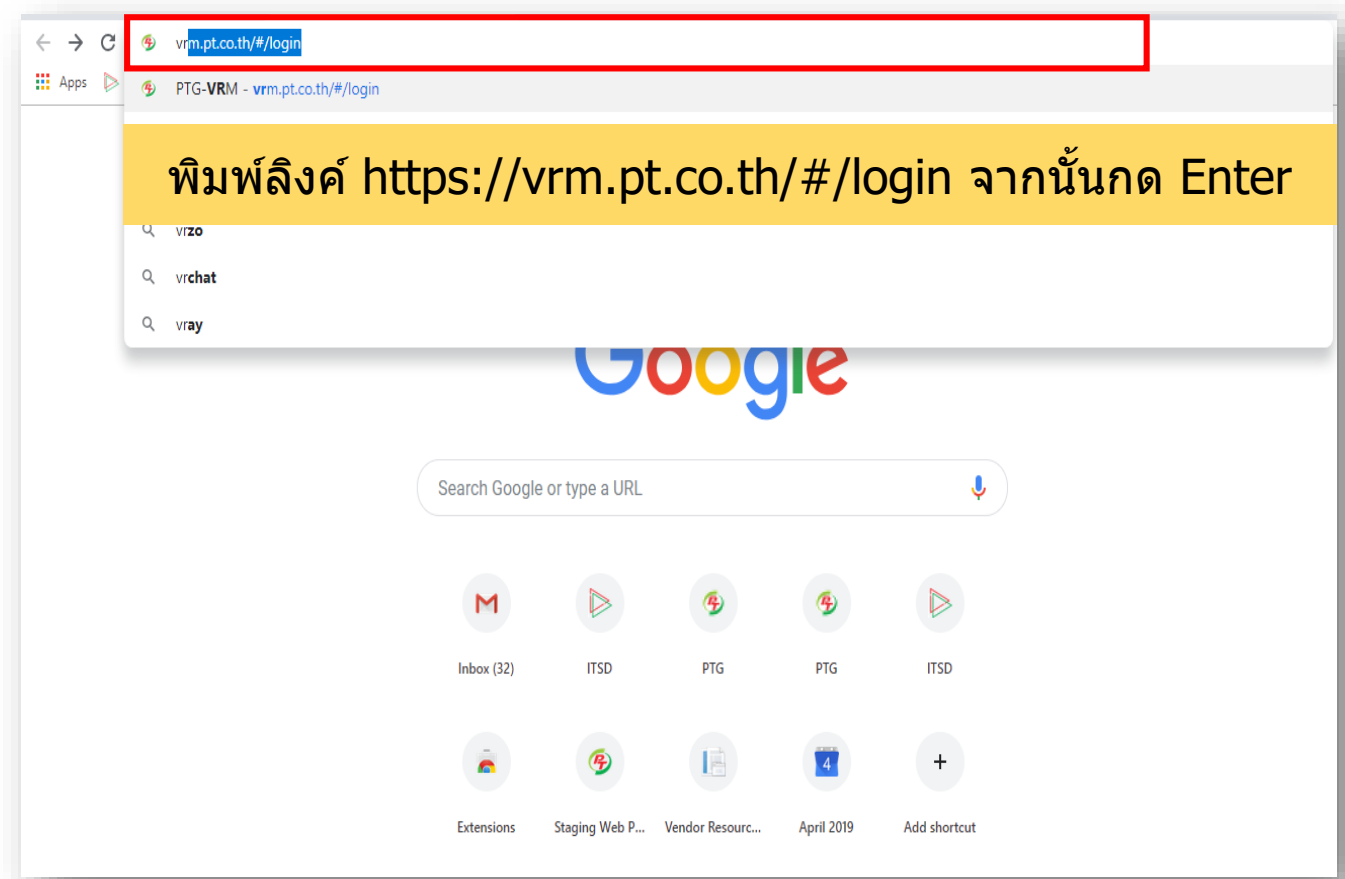 vrm.pt.co.th/#/login
Apps
PTG-VRM - vrm.pt.co.th/#/login
พิมพ์ลิงค์ https://vrm.pt.co.th/#/login จากนั้นกด Enter
vrzo
vrchat
vray
Google
Search Google or type a URL
Inbox (32) ITSD PTG PTG ITSD
4
Extensions Staging Web P... Vendor Resourc... April 2019 Add shortcut